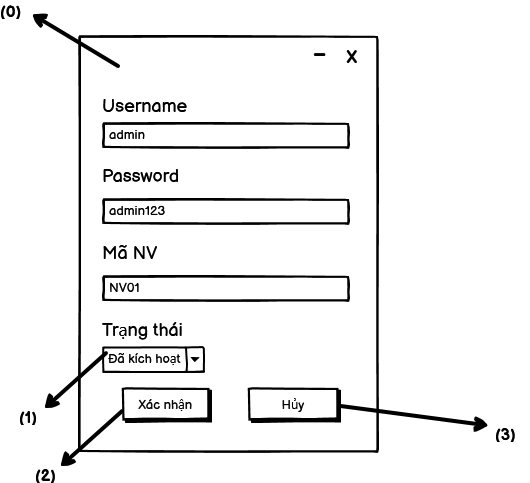 (0)
– X
Username
admin
Password
admin123
Mã NV
NV01
Trạng thái
Đã kích hoạt
(1)
Xác nhận
Hủy
(2)
(3)